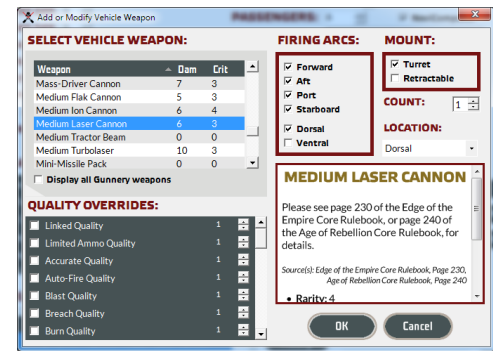 Add or Modify Vehicle Weapon
PASSENGERS:
SELECT VEHICLE WEAPON:
Weapon Dam Crit
Mass-Driver Cannon 7 3
Medium Flak Cannon 5 3
Medium Ion Cannon 6 4
Medium Laser Cannon 6 3
Medium Tractor Beam 0 0
Medium Turbolaser 10 3
Mini-Missile Pack 0 0
Display all Gunnery weapons
QUALITY OVERRIDES:
Linked Quality 1
Limited Ammo Quality 1
Accurate Quality 1
Auto-Fire Quality 1
Blast Quality 1
Breach Quality 1
Burn Quality 1
FIRING ARCS:
Forward
Aft
Port
Starboard
Dorsal
Ventral
MOUNT:
Turret
Retractable
COUNT: 1
LOCATION:
Dorsal
MEDIUM LASER CANNON
Please see page 230 of the Edge of the
Empire Core Rulebook, or page 240 of
the Age of Rebellion Core Rulebook, for
details.
Source(s): Edge of the Empire Core Rulebook, Page 230,
Age of Rebellion Core Rulebook, Page 240
• Rarity: 4
OK
Cancel